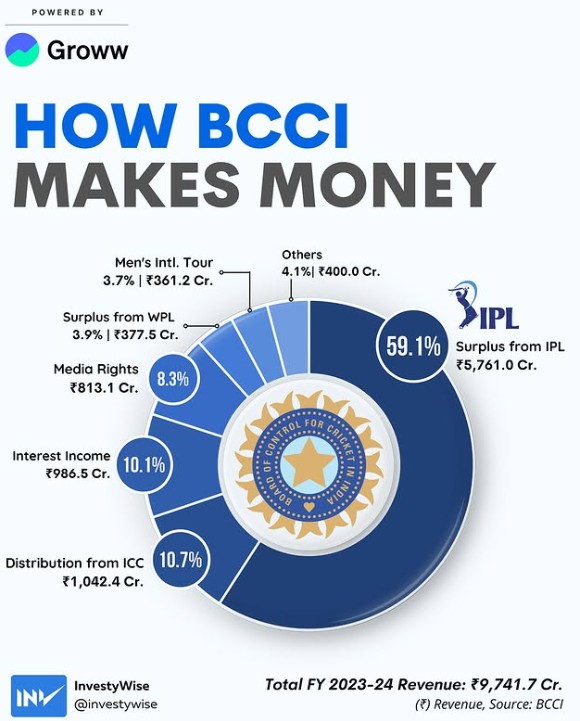 POWERED BY
Groww
HOW BCCI
MAKES MONEY
Men's Intl. Tour
3.7% | ₹361.2 Cr.
Others
4.1%| ₹400.0 Cr.
Surplus from WPL
3.9% | ₹377.5 Cr.
IPL
59.1%
Surplus from IPL
₹5,761.0 Cr.
Media Rights
₹813.1 Cr.
8.3%
Interest Income
₹986.5 Cr.
10.1%
BOARD OF CONTROL FOR CRICKET IN INDIA
Distribution from ICC
₹1,042.4 Cr.
10.7%
INV
InvestyWise
@investywise
Total FY 2023-24 Revenue: ₹9,741.7 Cr.
(₹) Revenue, Source: BCCI